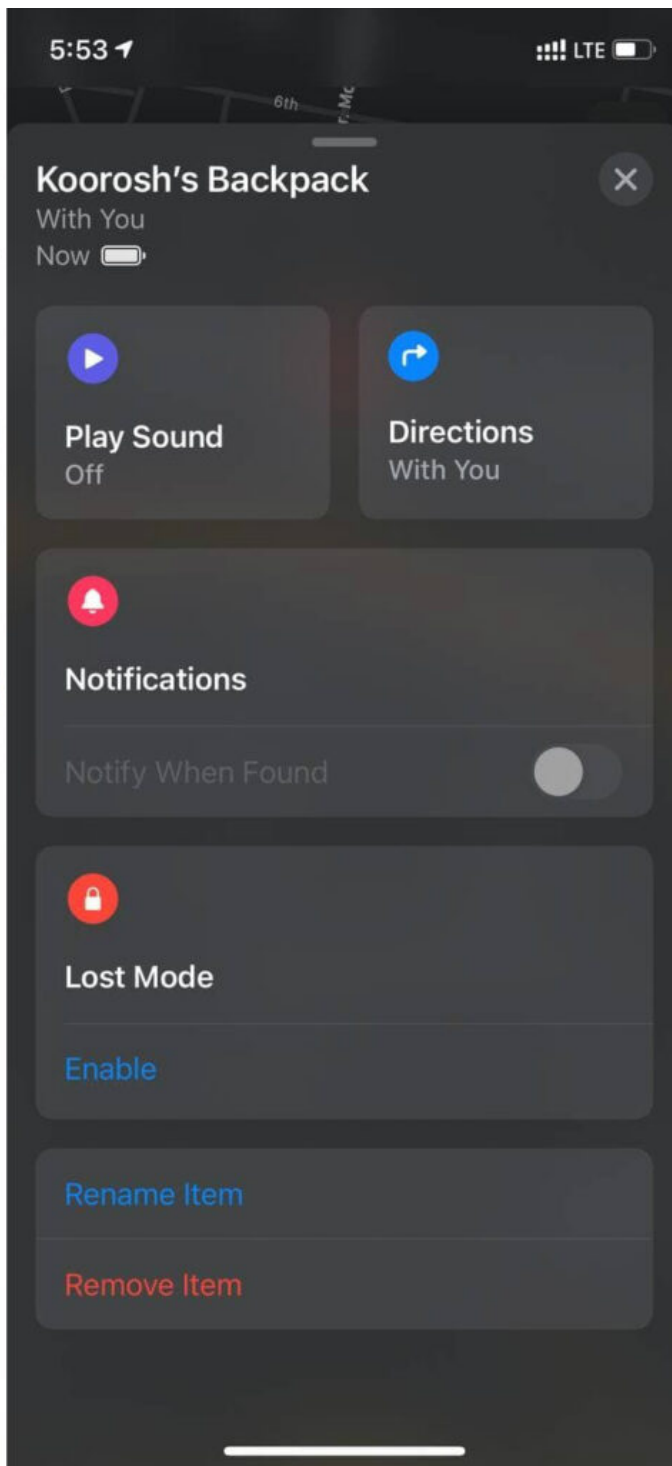 5:53
LTE
6th
Koorosh's Backpack
With You
Now
Play Sound
Off
Directions
With You
Notifications
Notify When Found
Lost Mode
Enable
Rename Item
Remove Item